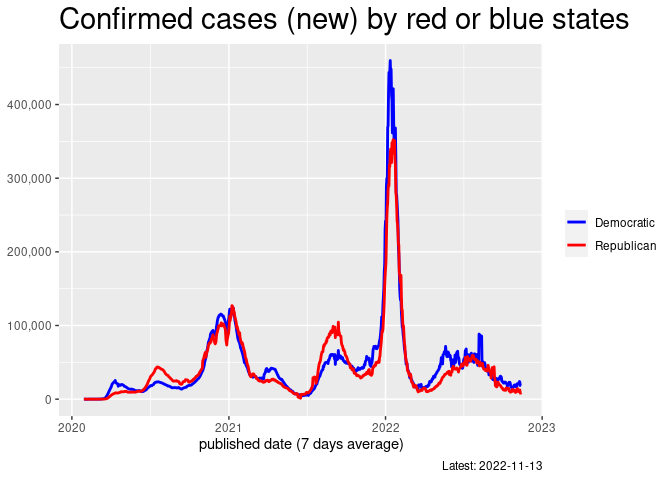 Confirmed cases (new) by red or blue states
400,000
300,000
200,000
100,000
0
2020
2021
2022
2023
published date (7 days average)
Democratic
Republican
Latest: 2022-11-13